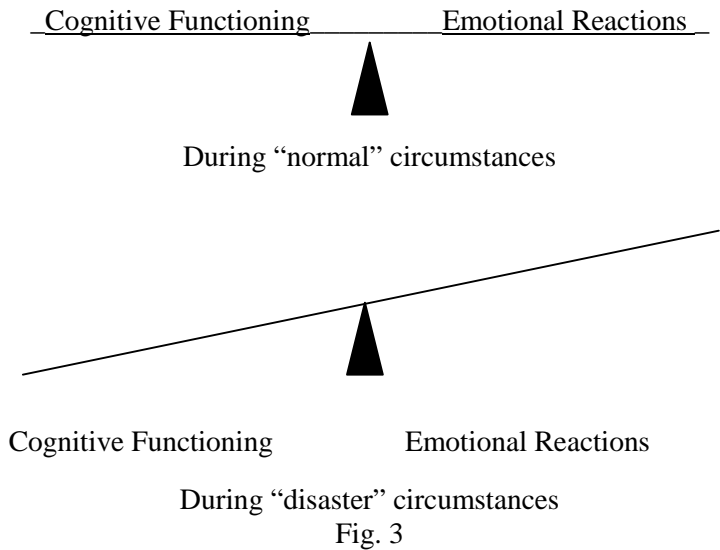 Cognitive Functioning Emotional Reactions
During “normal” circumstances
Cognitive Functioning Emotional Reactions
During “disaster” circumstances
Fig. 3